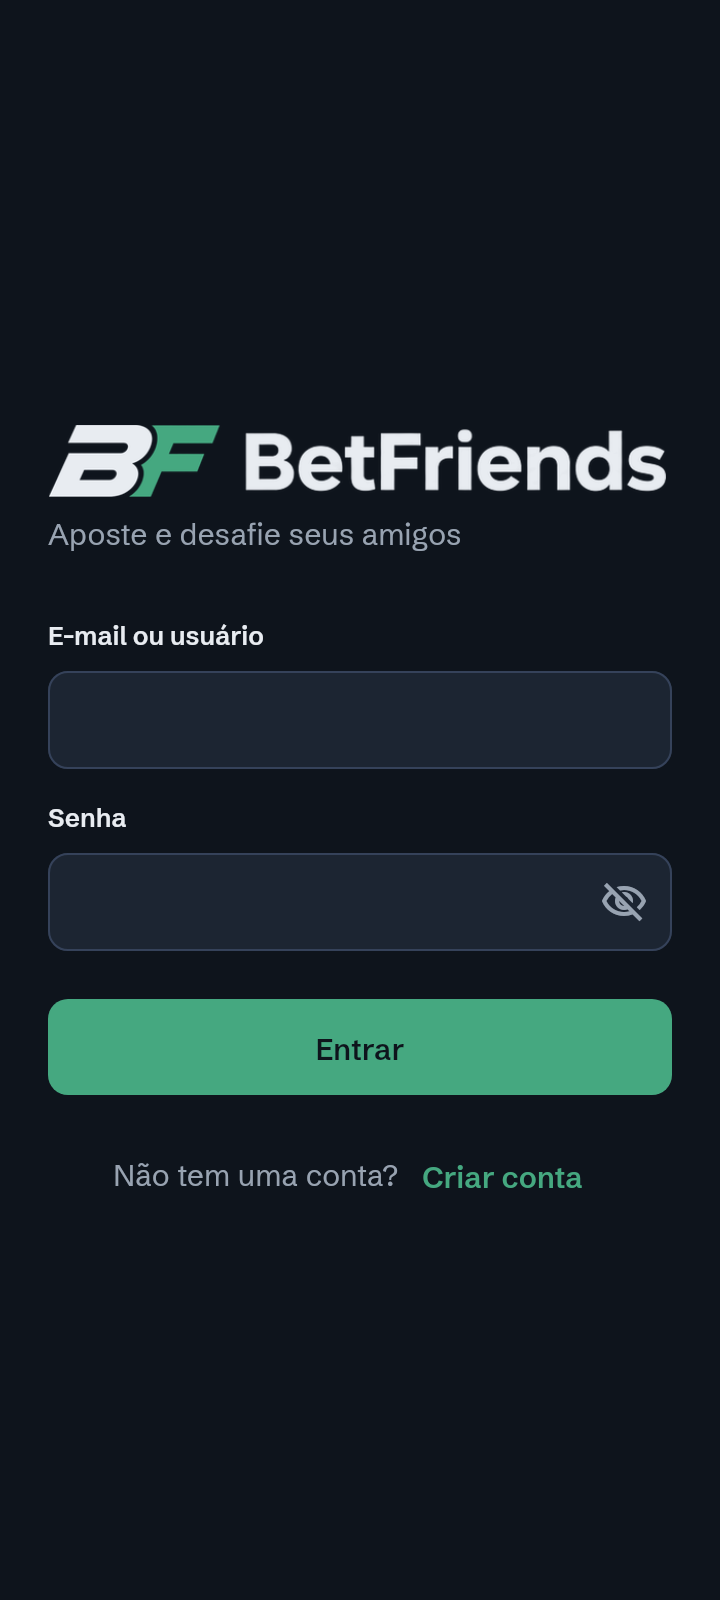 BF BetFriends
Aposte e desafie seus amigos
E-mail ou usuário
Senha
Entrar
Não tem uma conta? Criar conta